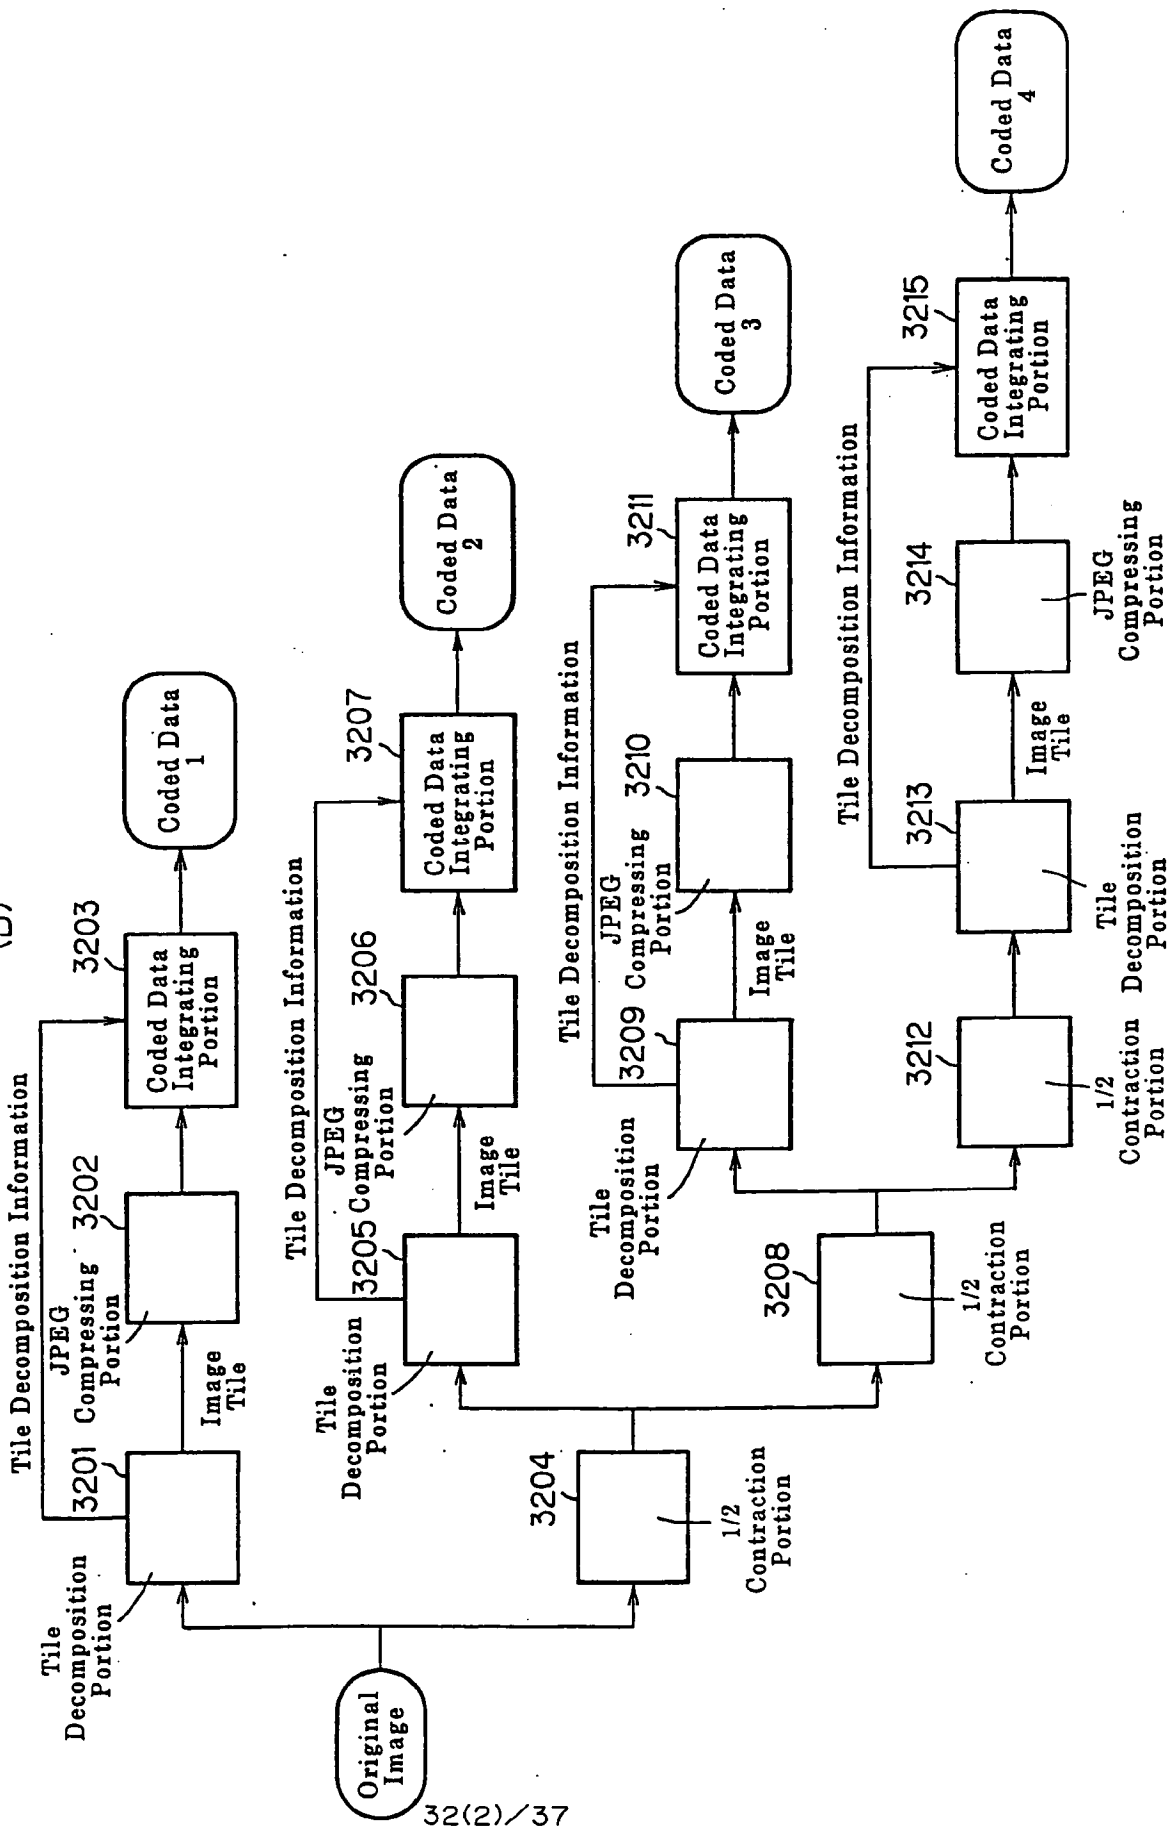 (B)
Original
Image
Tile
Decomposition
Portion
3201
Tile Decomposition Information
Image
Tile
JPEG
Compressing
Portion
3202
3203
Coded Data
Integrating
Portion
Coded Data
1
3204
1/2
Contraction
Portion
Tile
Decomposition
Portion
3205
Tile Decomposition Information
Image
Tile
JPEG
Compressing
Portion
3206
3207
Coded Data
Integrating
Portion
Coded Data
2
3208
1/2
Contraction
Portion
Tile
Decomposition
Portion
3209
Tile Decomposition Information
Image
Tile
JPEG
Compressing
Portion
3210
3211
Coded Data
Integrating
Portion
Coded Data
3
3212
1/2
Contraction
Portion
3213
Tile
Decomposition
Portion
Tile Decomposition Information
Image
Tile
3214
JPEG
Compressing
Portion
3215
Coded Data
Integrating
Portion
Coded Data
4
32(2)/37